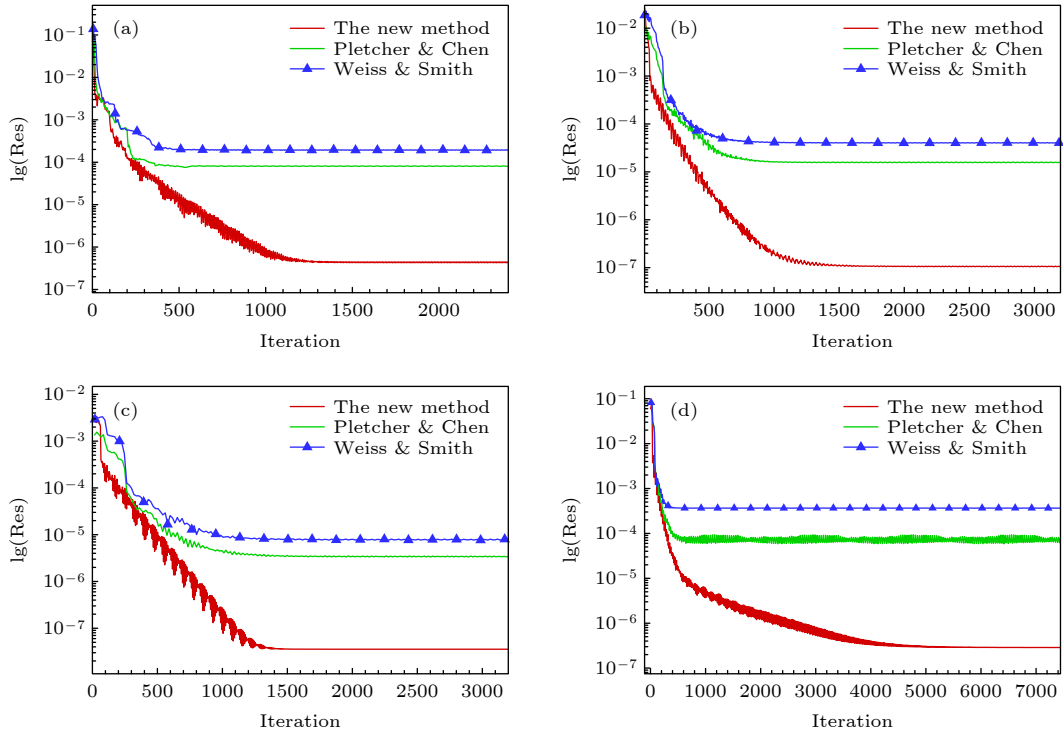 (a)
The new method
Pletcher & Chen
Weiss & Smith
lg(Res)
10⁻¹
10⁻²
10⁻³
10⁻⁴
10⁻⁵
10⁻⁶
10⁻⁷
0 500 1000 1500 2000
Iteration
(b)
The new method
Pletcher & Chen
Weiss & Smith
lg(Res)
10⁻²
10⁻³
10⁻⁴
10⁻⁵
10⁻⁶
10⁻⁷
500 1000 1500 2000 2500 3000
Iteration
(c)
The new method
Pletcher & Chen
Weiss & Smith
lg(Res)
10⁻²
10⁻³
10⁻⁴
10⁻⁵
10⁻⁶
10⁻⁷
0 500 1000 1500 2000 2500 3000
Iteration
(d)
The new method
Pletcher & Chen
Weiss & Smith
lg(Res)
10⁻¹
10⁻²
10⁻³
10⁻⁴
10⁻⁵
10⁻⁶
10⁻⁷
0 1000 2000 3000 4000 5000 6000 7000
Iteration